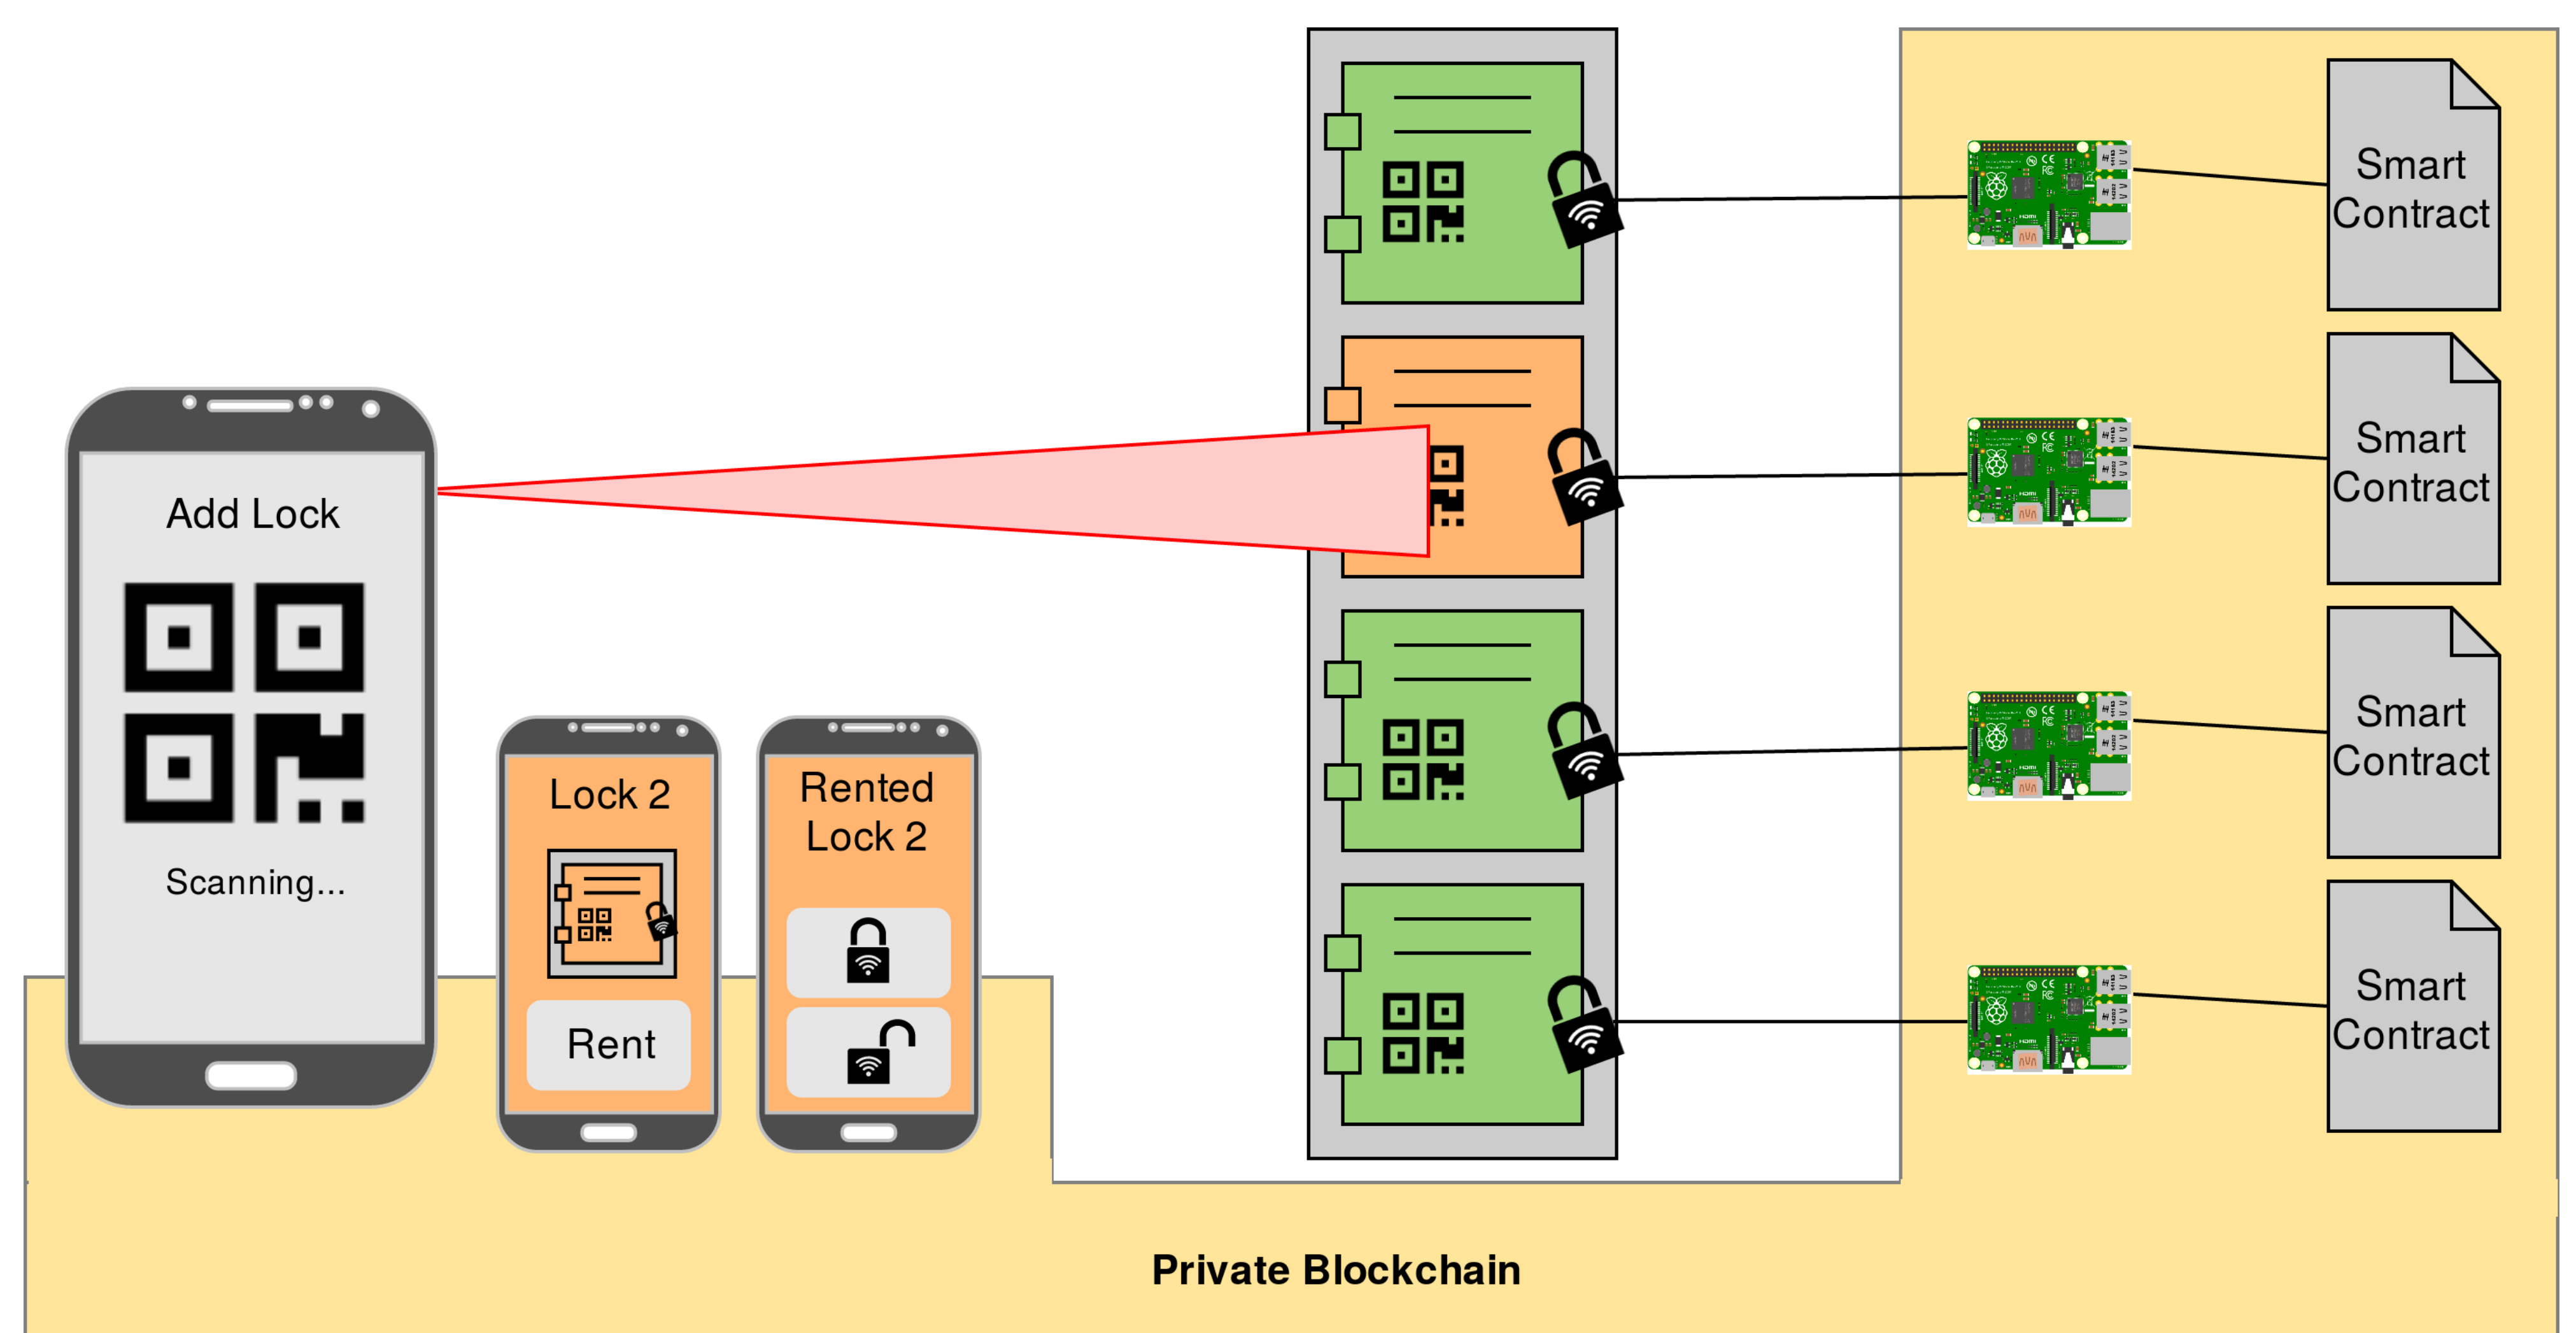 Add Lock
Scanning...
Lock 2
Rent
Rented
Lock 2
Smart
Contract
Smart
Contract
Smart
Contract
Smart
Contract
Private Blockchain